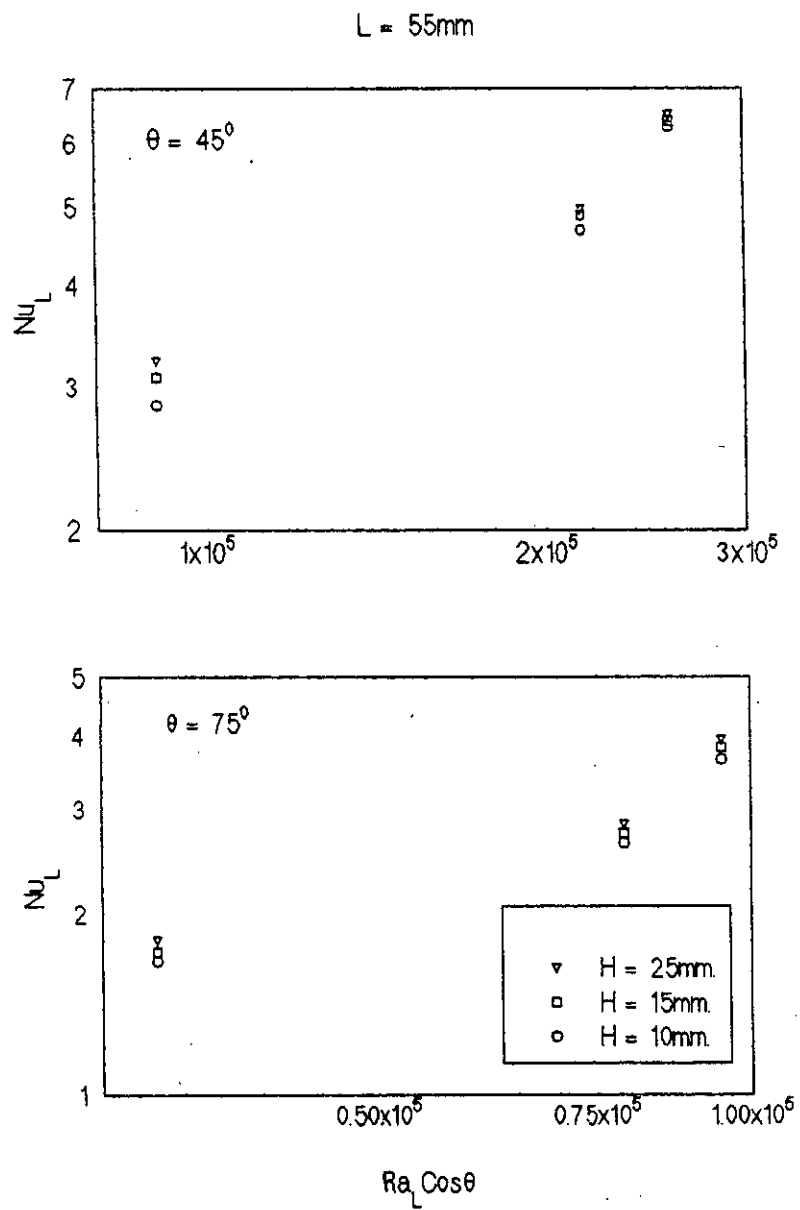 L = 55mm
7
θ = 45⁰
6
5
4
Nu_L
3
2
1x10⁵ 2x10⁵ 3x10⁵
5
θ = 75⁰
4
3
Nu_L
2
▿ H = 25mm.
□ H = 15mm.
○ H = 10mm.
1
0.50x10⁵ 0.75x10⁵ 1.00x10⁵
Ra_L Cosθ